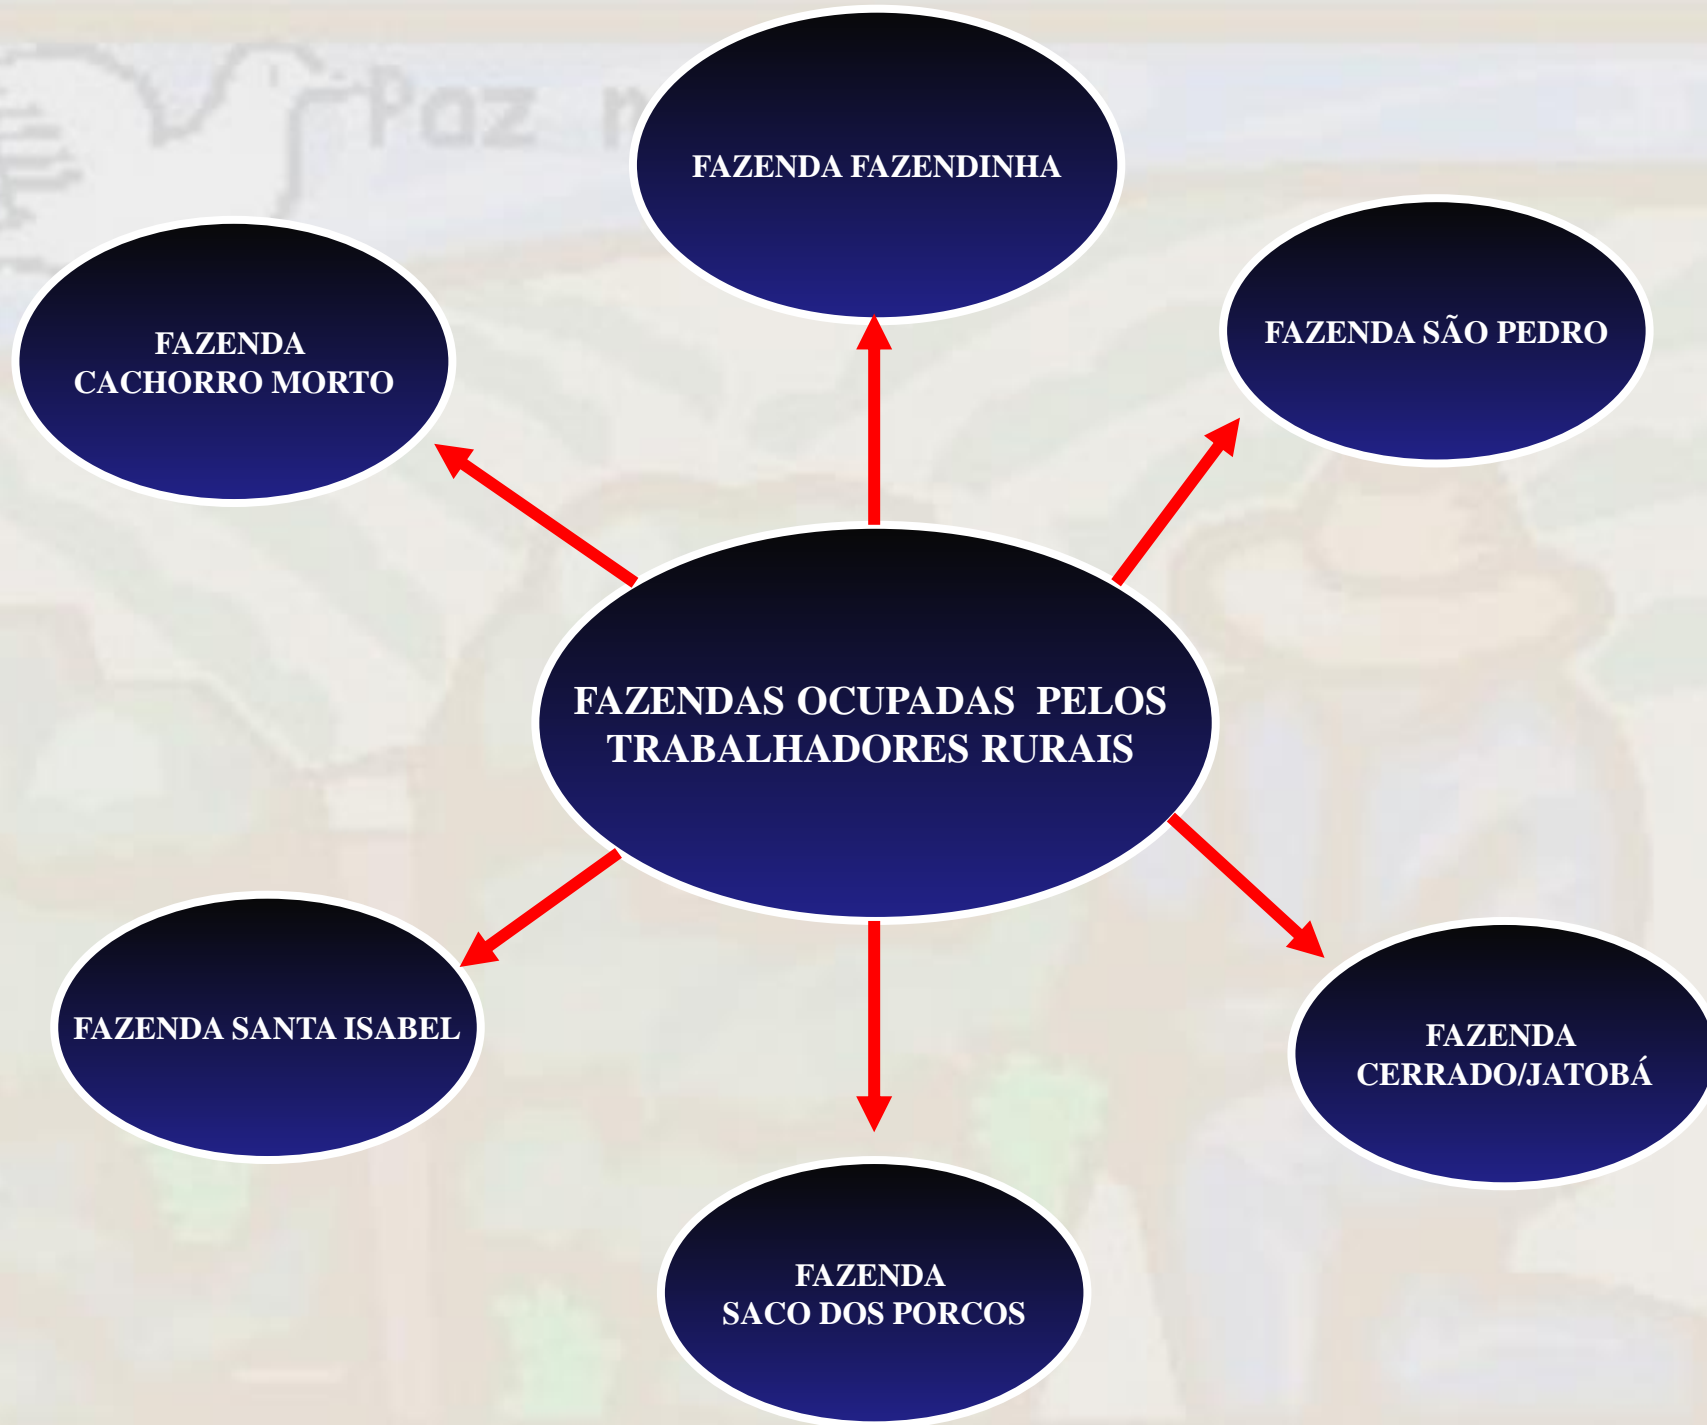 Paz
FAZENDA FAZENDINHA
FAZENDA SÃO PEDRO
FAZENDA
CACHORRO MORTO
FAZENDAS OCUPADAS PELOS
TRABALHADORES RURAIS
FAZENDA SANTA ISABEL
FAZENDA
CERRADO/JATOBÁ
FAZENDA
SACO DOS PORCOS